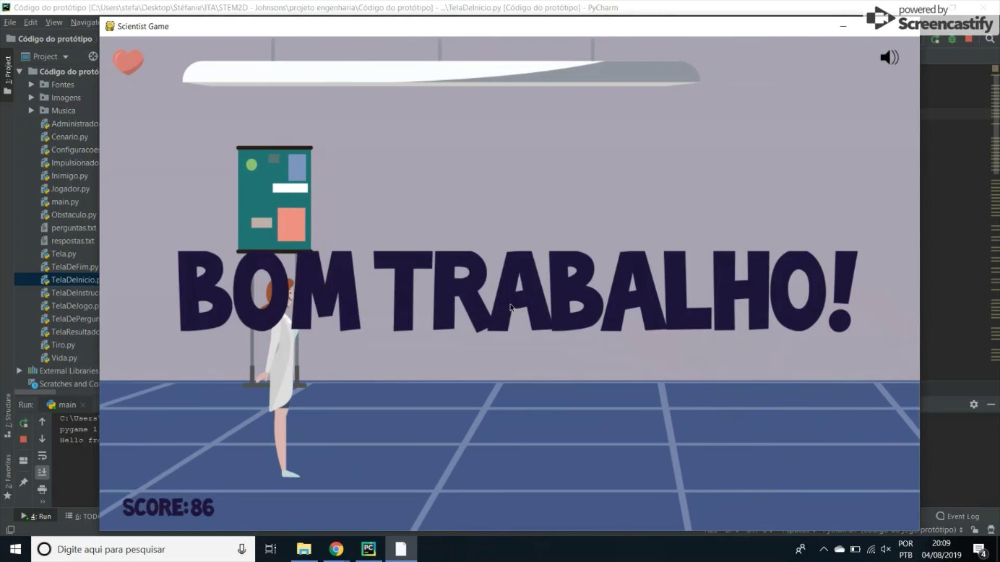 Código do protótipo [C:\Users\stefa\Desktop\Stéfanie\ITA\STEM2D - Johnsons\projeto engenharia\Código do protótipo] - ...\TelaDeInicio.py [Código do protótipo] - PyCharm
powered by
Screencastify
File Edit View Navigat
Scientist Game
Código do protótipo
Project
1: Project
Código do protó
Fontes
Imagens
Musica
Administrado
Cenario.py
Configuracoes
Impulsionado
Inimigo.py
Jogador.py
main.py
Obstaculo.py
perguntas.txt
respostas.txt
Tela.py
TelaDeFim.py
TelaDeInicio.p
TelaDeInstruc
TelaDeJogo.p
TelaDePergun
TelaResultado
Tiro.py
Vida.py
External Libraries
Scratches and Co
BOM TRABALHO!
SCORE:86
7: Structure
2: Favorites
Run: main
C:\Users\
pygame 1
Hello fr
4: Run
6: TODO
Event Log
protótipo)
Digite aqui para pesquisar
POR
PTB
20:09
04/08/2019
4